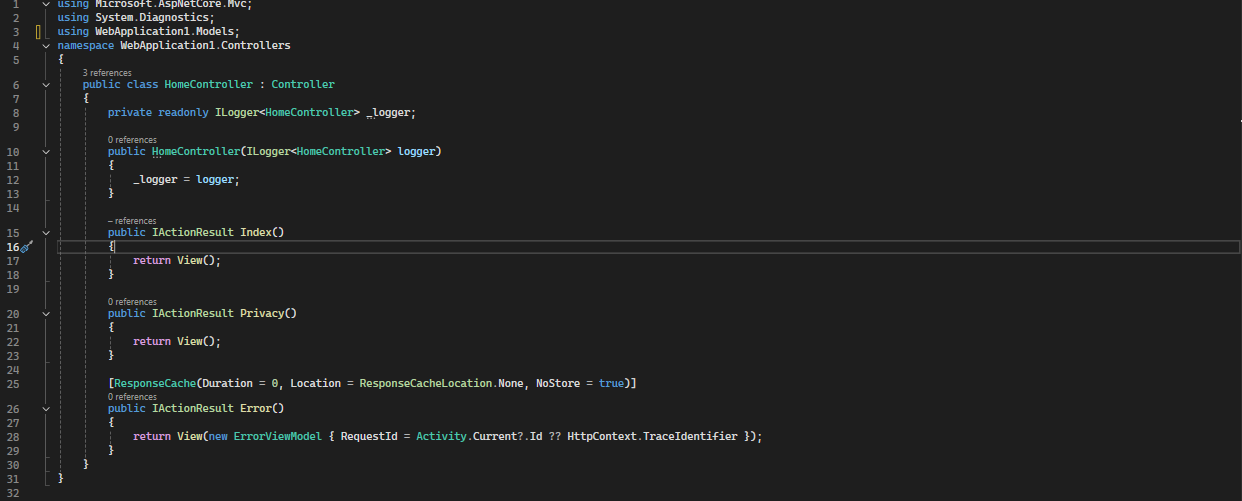 1 using Microsoft.AspNetCore.Mvc;
2 using System.Diagnostics;
3 using WebApplication1.Models;
4 namespace WebApplication1.Controllers
5 {
3 references
6 public class HomeController : Controller
7 {
8 private readonly ILogger<HomeController> _logger;
9
0 references
10 public HomeController(ILogger<HomeController> logger)
11 {
12 _logger = logger;
13 }
14
– references
15 public IActionResult Index()
16 {
17 return View();
18 }
19
0 references
20 public IActionResult Privacy()
21 {
22 return View();
23 }
24
25 [ResponseCache(Duration = 0, Location = ResponseCacheLocation.None, NoStore = true)]
0 references
26 public IActionResult Error()
27 {
28 return View(new ErrorViewModel { RequestId = Activity.Current?.Id ?? HttpContext.TraceIdentifier });
29 }
30 }
31 }
32